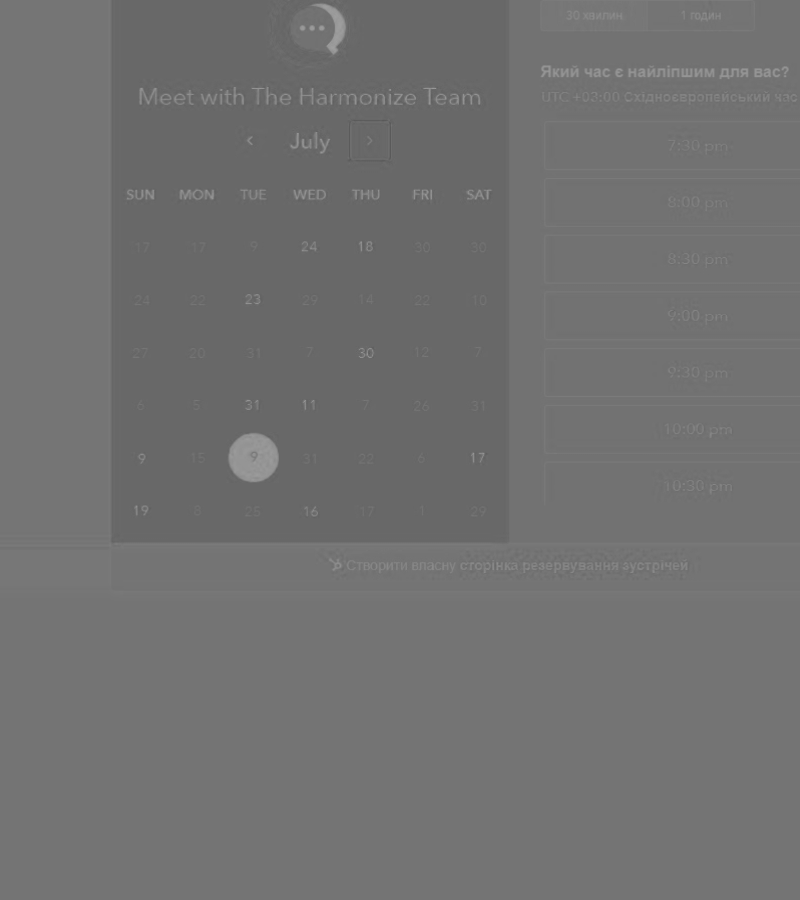 Meet with The Harmonize Team
July
SUN MON TUE WED THU FRI SAT
17 17 9 24 18 30 30
24 22 23 29 14 22 10
27 20 31 7 30 12 7
6 5 31 11 7 26 31
9 15 9 31 22 6 17
19 8 25 16 17 1 29
30 хвилин 1 годин
Який час є найліпшим для вас?
UTC +03:00 Східноєвропейський час
7:30 pm
8:00 pm
8:30 pm
9:00 pm
9:30 pm
10:00 pm
10:30 pm
Створити власну сторінка резервування зустрічей